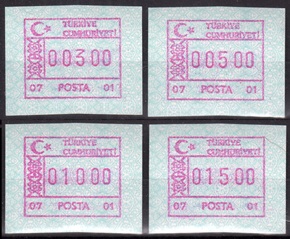 TÜRKİYE
CUMHURİYETİ
00300
07 POSTA 01
TÜRKİYE
CUMHURİYETİ
00500
07 POSTA 01
TÜRKİYE
CUMHURİYETİ
01000
07 POSTA 01
TÜRKİYE
CUMHURİYETİ
01500
07 POSTA 01